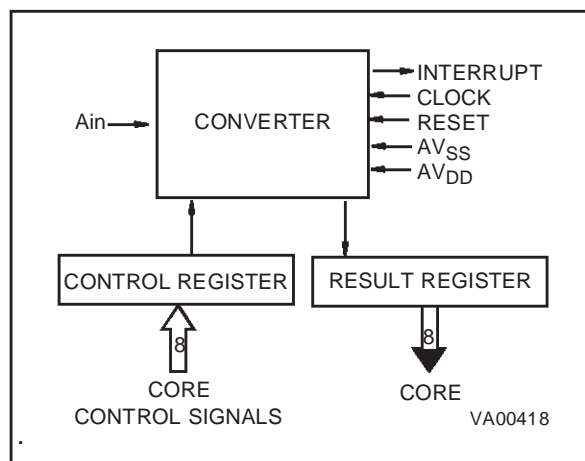 INTERRUPT
CLOCK
Ain
CONVERTER
RESET
AVSS
AVDD
CONTROL REGISTER
RESULT REGISTER
8
8
CORE
CONTROL SIGNALS
CORE
VA00418
.